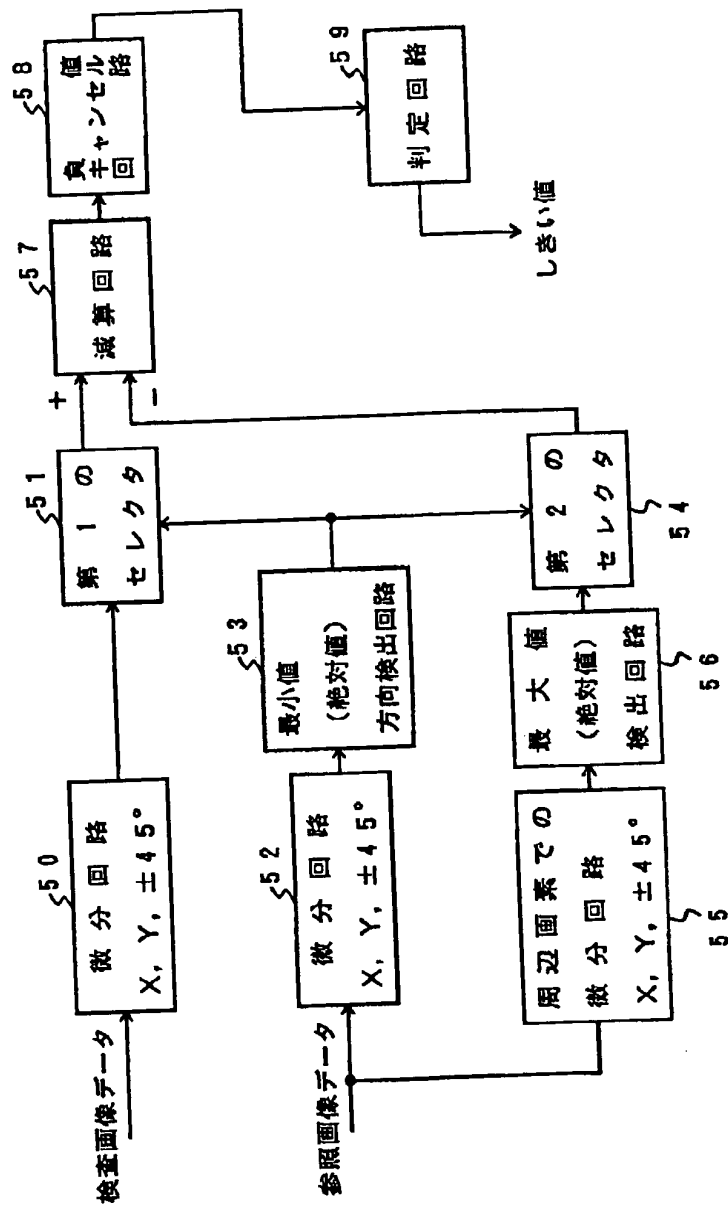 検査画像データ
50
微分回路
X, Y, ±45°
51
第1の
セレクタ
57
減算回路
+
−
58
負値
キャンセル
回路
59
判定回路
しきい値
参照画像データ
52
微分回路
X, Y, ±45°
53
最小値
(絶対値)
方向検出回路
周辺画素での
微分回路
X, Y, ±45°
55
最大値
(絶対値)
検出回路
56
第2の
セレクタ
54